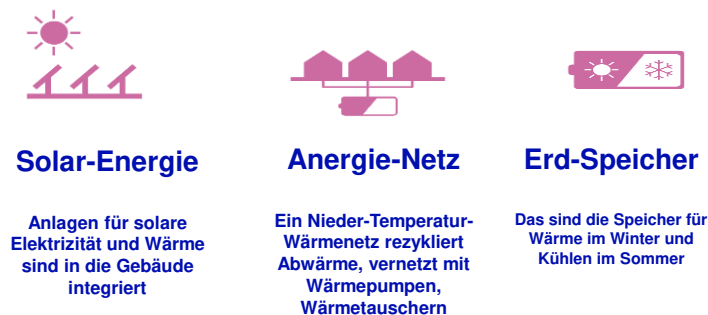 Solar-Energie
Anlagen für solare
Elektrizität und Wärme
sind in die Gebäude
integriert
Anergie-Netz
Ein Nieder-Temperatur-
Wärmenetz rezykliert
Abwärme, vernetzt mit
Wärmepumpen,
Wärmetauschern
Erd-Speicher
Das sind die Speicher für
Wärme im Winter und
Kühlen im Sommer